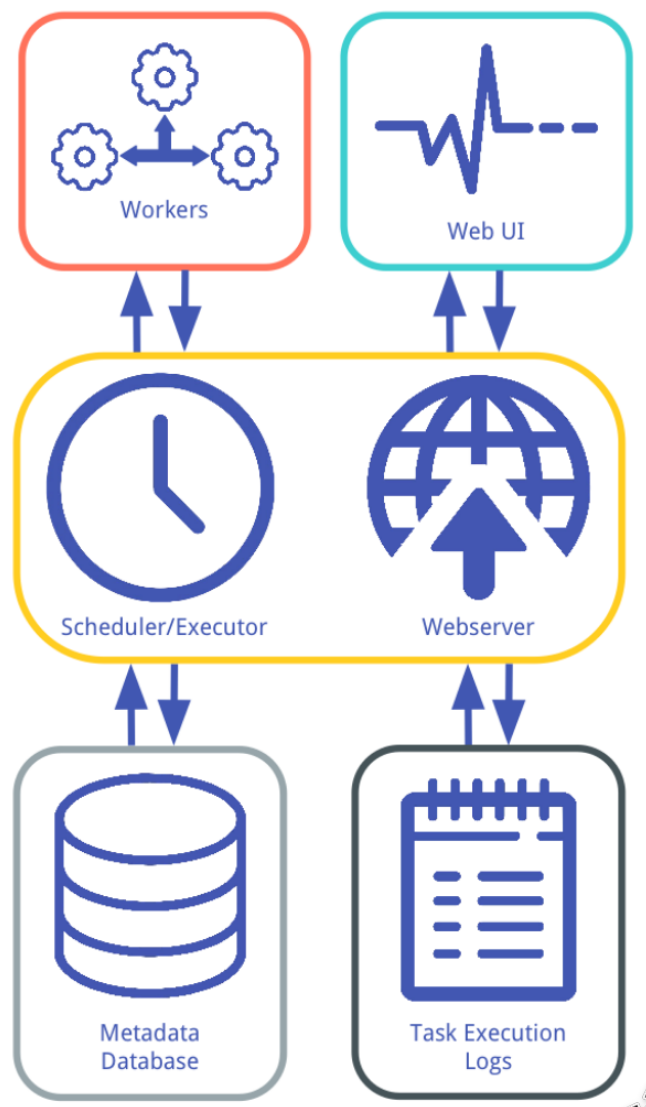 Workers
Web UI
Scheduler/Executor
Webserver
Metadata
Database
Task Execution
Logs